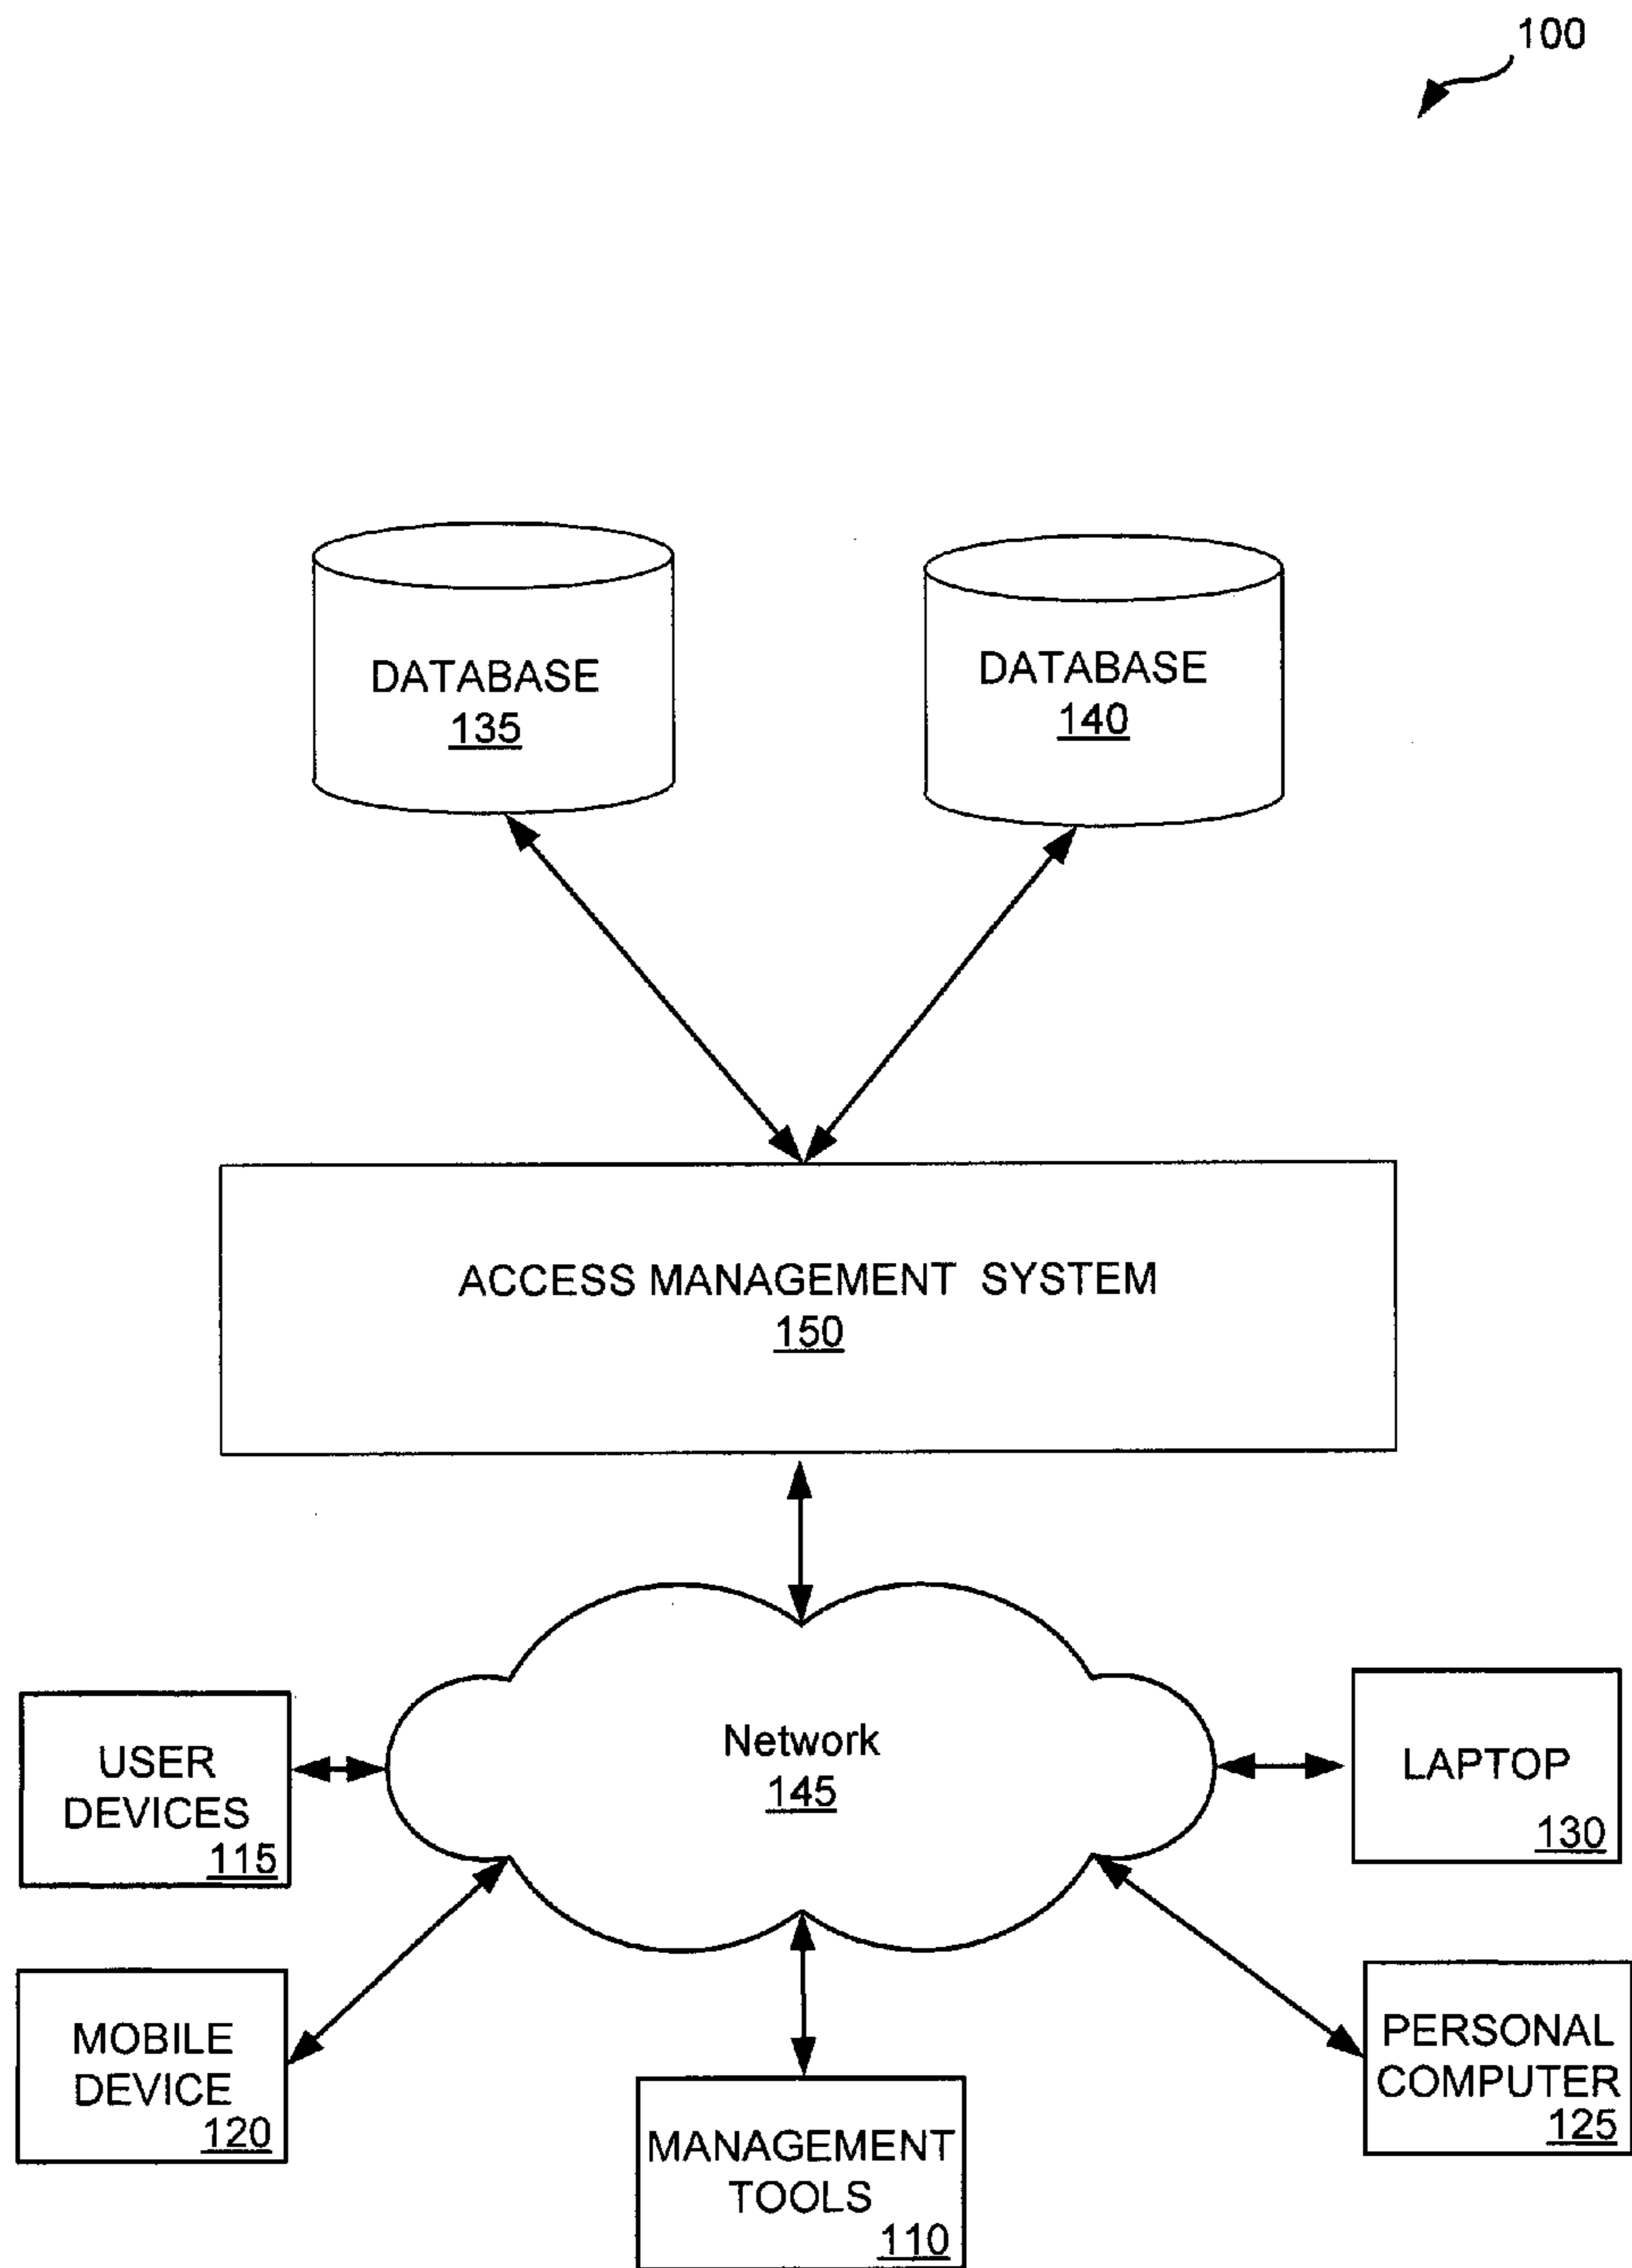 100
DATABASE
135
DATABASE
140
ACCESS MANAGEMENT SYSTEM
150
Network
145
USER
DEVICES
115
LAPTOP
130
MOBILE
DEVICE
120
PERSONAL
COMPUTER
125
MANAGEMENT
TOOLS
110